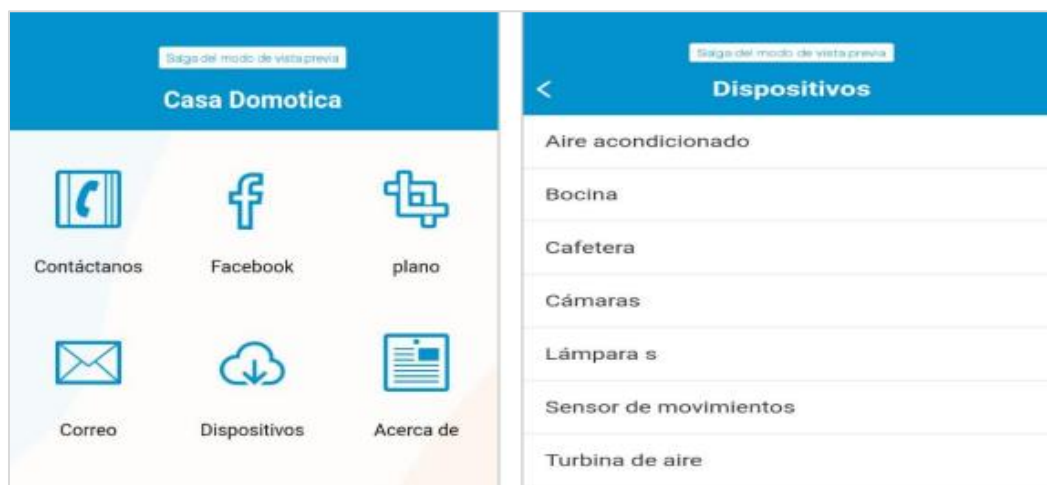 Salga del modo de vista previa
Casa Domotica
Contáctanos Facebook plano
Correo Dispositivos Acerca de
Salga del modo de vista previa
Dispositivos
Aire acondicionado
Bocina
Cafetera
Cámaras
Lámpara s
Sensor de movimientos
Turbina de aire